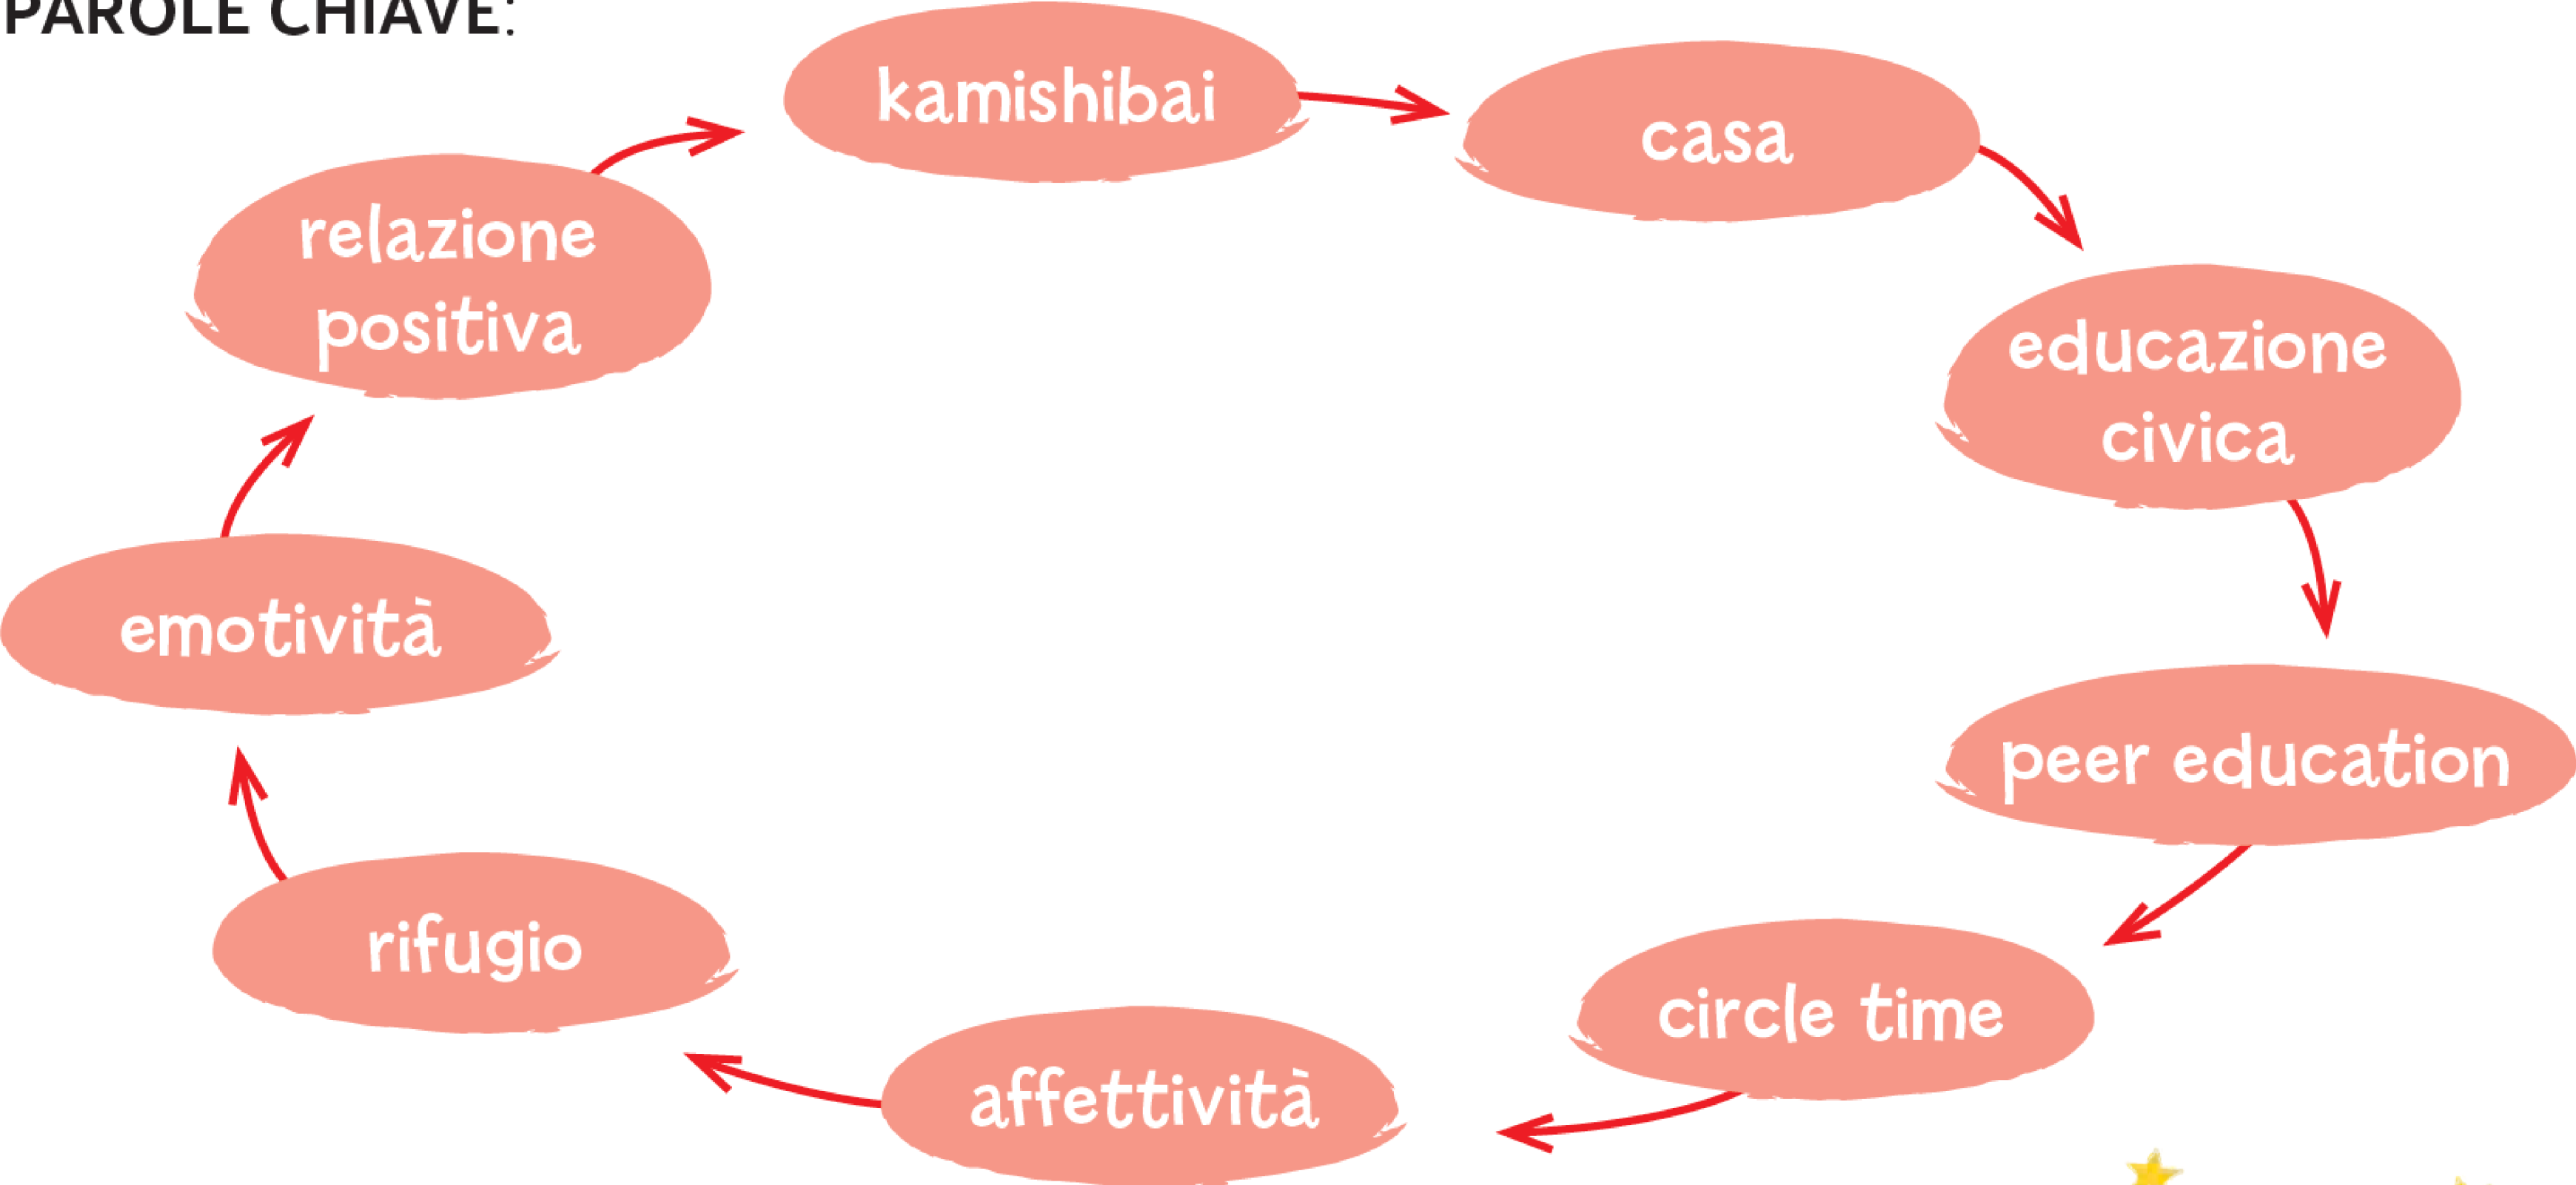 PAROLE CHIAVE:
kamishibai
casa
educazione
civica
peer education
circle time
affettività
rifugio
emotività
relazione
positiva